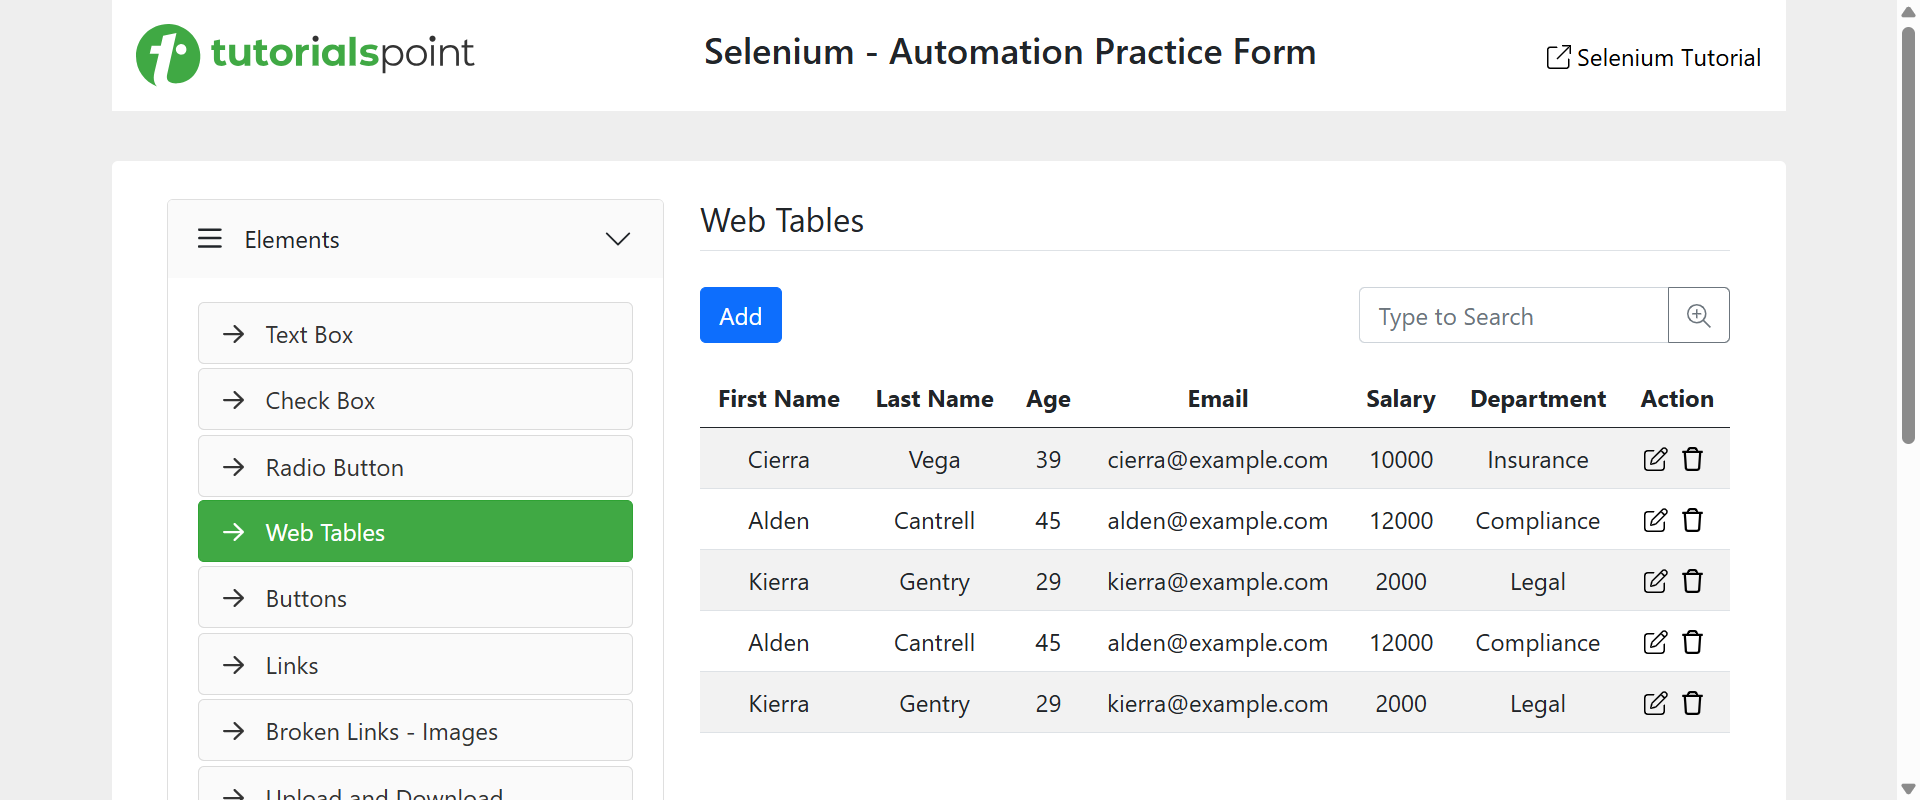 tutorialspoint
Selenium - Automation Practice Form
Selenium Tutorial
Elements
Text Box
Check Box
Radio Button
Web Tables
Buttons
Links
Broken Links - Images
Upload and Download
Web Tables
Add
Type to Search
First Name Last Name Age Email Salary Department Action
Cierra Vega 39 cierra@example.com 10000 Insurance
Alden Cantrell 45 alden@example.com 12000 Compliance
Kierra Gentry 29 kierra@example.com 2000 Legal
Alden Cantrell 45 alden@example.com 12000 Compliance
Kierra Gentry 29 kierra@example.com 2000 Legal